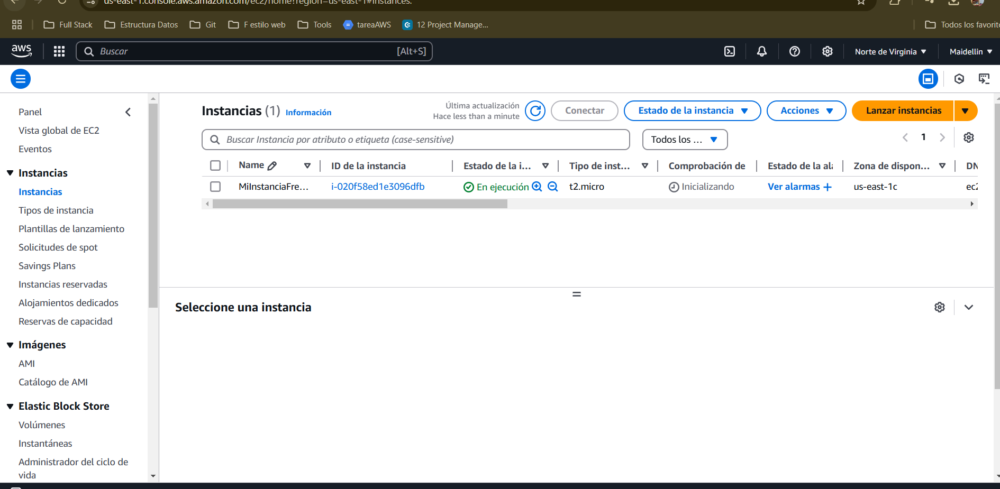 us-east-1.console.aws.amazon.com/ec2/home?region=us-east-1#Instances:
Full Stack
Estructura Datos
Git
F estilo web
Tools
tareaAWS
12 Project Manage...
Todos los favorit
aws
Buscar
[Alt+S]
Norte de Virginia
Maidellin
Panel
Vista global de EC2
Eventos
Instancias
Instancias
Tipos de instancia
Plantillas de lanzamiento
Solicitudes de spot
Savings Plans
Instancias reservadas
Alojamientos dedicados
Reservas de capacidad
Imágenes
AMI
Catálogo de AMI
Elastic Block Store
Volúmenes
Instantáneas
Administrador del ciclo de
vida
Instancias (1) Información
Última actualización
Hace less than a minute
Conectar
Estado de la instancia
Acciones
Lanzar instancias
Buscar Instancia por atributo o etiqueta (case-sensitive)
Todos los ...
1
Name
ID de la instancia
Estado de la i...
Tipo de inst...
Comprobación de
Estado de la ala
Zona de dispon...
DN
MiInstanciaFre...
i-020f58ed1e3096dfb
En ejecución
t2.micro
Inicializando
Ver alarmas +
us-east-1c
ec2
Seleccione una instancia